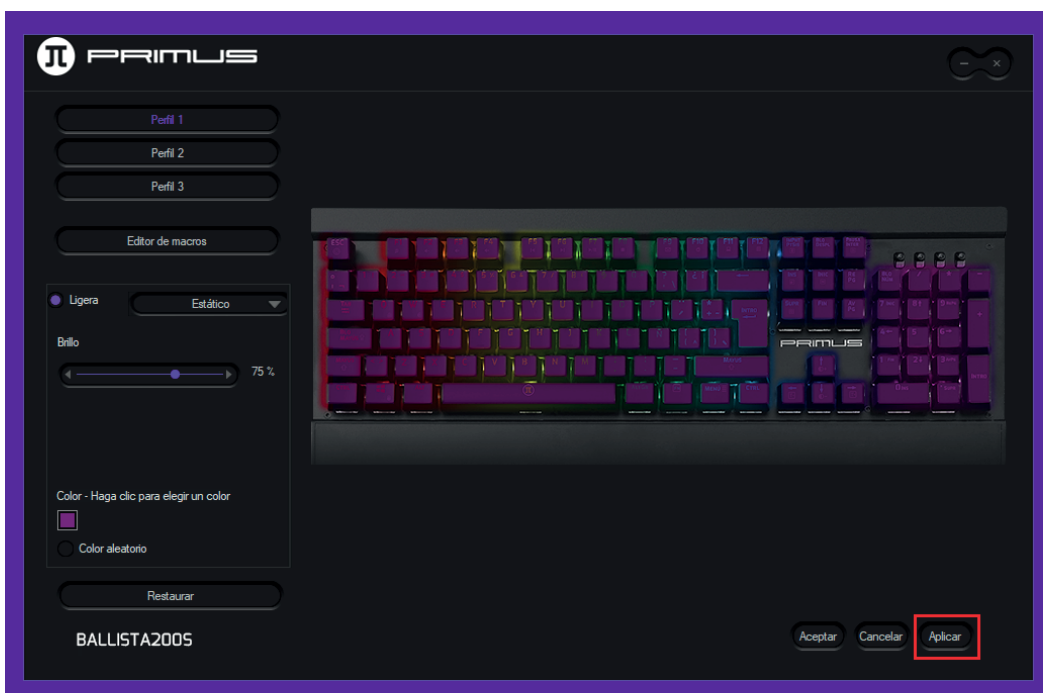 PRIMUS
Perfil 1
Perfil 2
Perfil 3
Editor de macros
Ligera
Estático
Brillo
75 %
PRIMUS
Color - Haga clic para elegir un color
Color aleatorio
Restaurar
BALLISTA200S
Aceptar
Cancelar
Aplicar